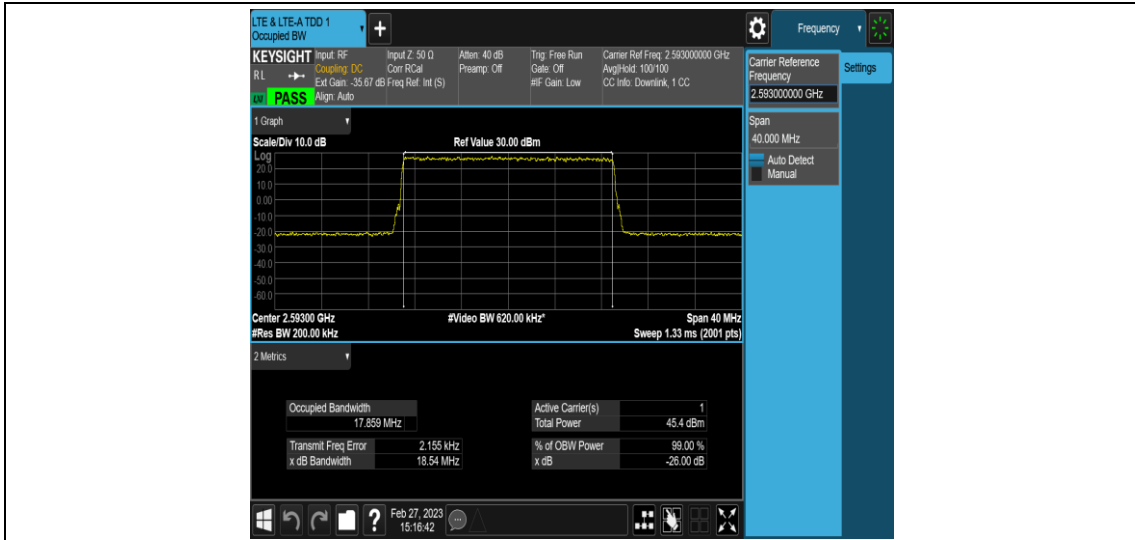 LTE & LTE-A TDD 1
Occupied BW
+
Frequency
KEYSIGHT
RL
LXI
PASS
Input: RF
Coupling: DC
Ext Gain: -35.67 dB
Align: Auto
Input Z: 50 Ω
Corr RCal
Freq Ref: Int (S)
Atten: 40 dB
Preamp: Off
Trig: Free Run
Gate: Off
#IF Gain: Low
Carrier Ref Freq: 2.593000000 GHz
Avg|Hold: 100/100
CC Info: Downlink, 1 CC
Carrier Reference
Frequency
2.593000000 GHz
Settings
Span
40.000 MHz
Auto Detect
Manual
1 Graph
Scale/Div 10.0 dB
Ref Value 30.00 dBm
Log
20.0
10.0
0.00
-10.0
-20.0
-30.0
-40.0
-50.0
-60.0
Center 2.59300 GHz
#Video BW 620.00 kHz*
Span 40 MHz
#Res BW 200.00 kHz
Sweep 1.33 ms (2001 pts)
2 Metrics
Occupied Bandwidth
17.859 MHz
Transmit Freq Error 2.155 kHz
x dB Bandwidth 18.54 MHz
Active Carrier(s) 1
Total Power 45.4 dBm
% of OBW Power 99.00 %
x dB -26.00 dB
?
Feb 27, 2023
15:16:42